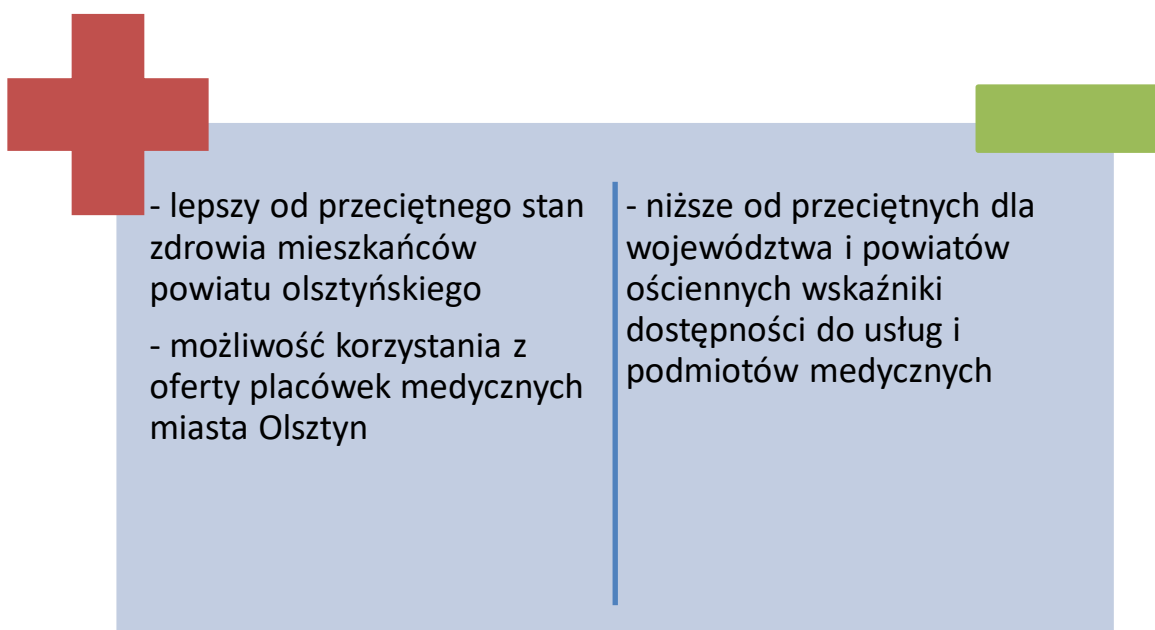 - lepszy od przeciętnego stan
zdrowia mieszkańców
powiatu olsztyńskiego
- możliwość korzystania z
oferty placówek medycznych
miasta Olsztyn
- niższe od przeciętnych dla
województwa i powiatów
ościennych wskaźniki
dostępności do usług i
podmiotów medycznych